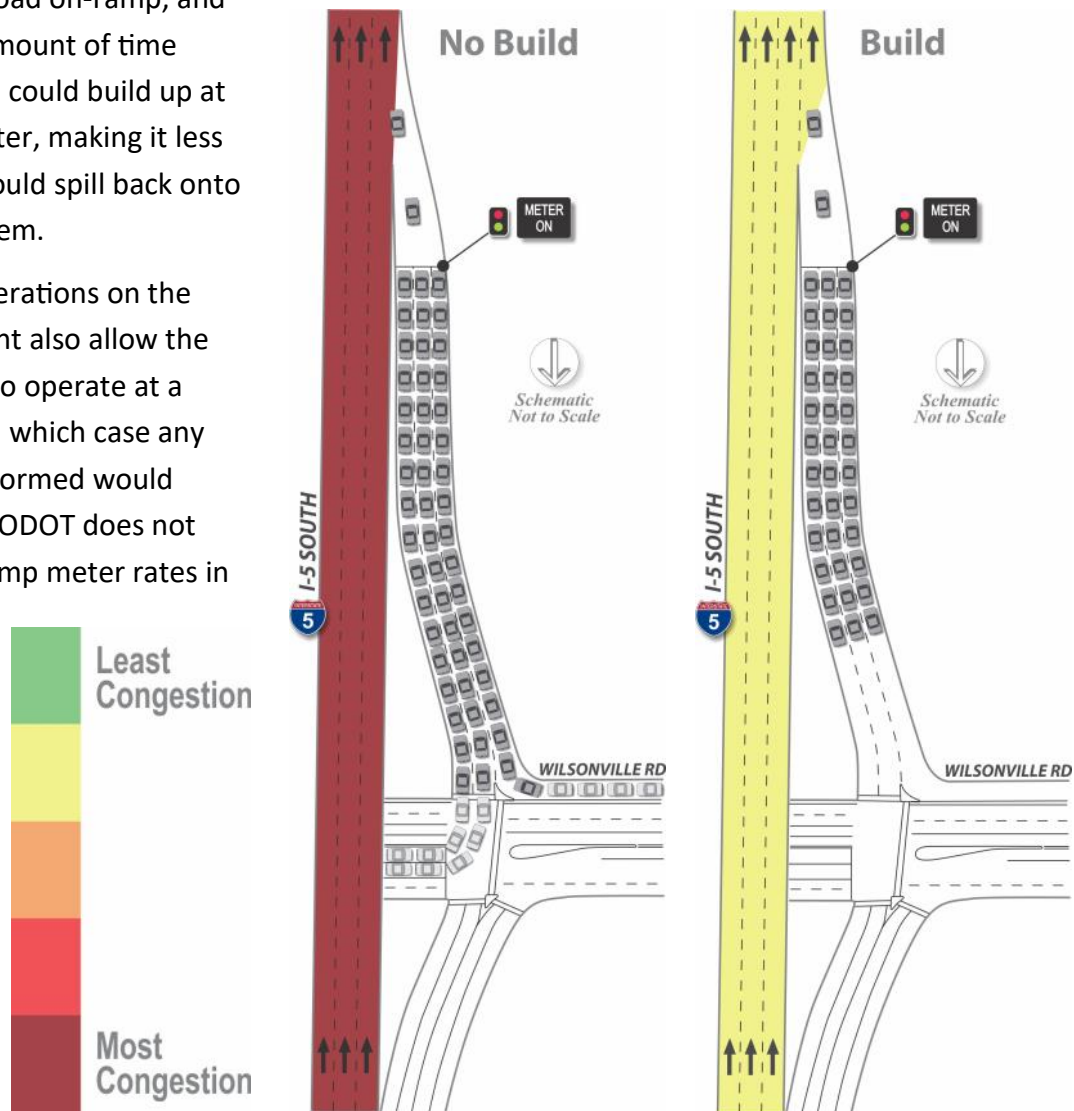 oad on-ramp, and
mount of time
could build up at
ter, making it less
ould spill back onto
em.
erations on the
nt also allow the
o operate at a
which case any
ormed would
ODOT does not
mp meter rates in
Least
Congestion
Most
Congestion
No Build
METER
ON
Schematic
Not to Scale
I-5 SOUTH
5
WILSONVILLE RD
Build
METER
ON
Schematic
Not to Scale
I-5 SOUTH
5
WILSONVILLE RD